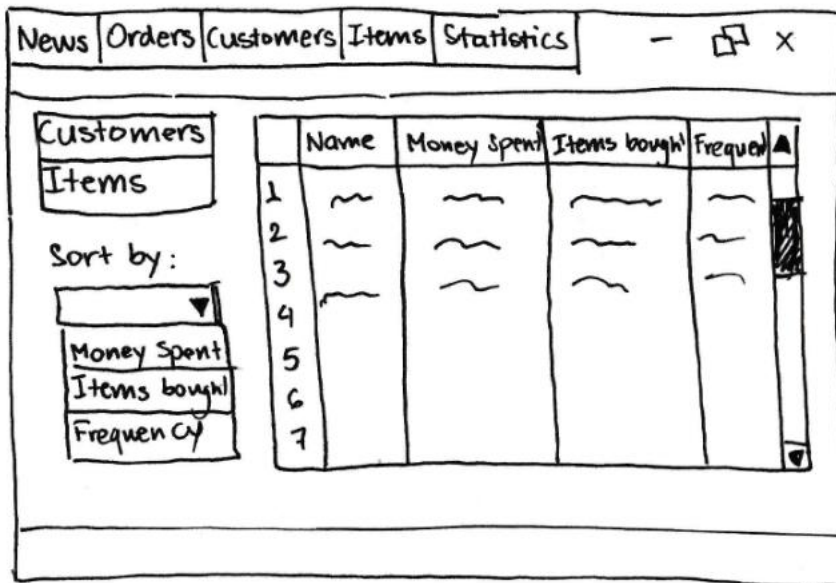 News Orders Customers Items Statistics
Customers
Items
Sort by:
Money Spent
Items bought
Frequency
Name Money Spent Items bought Frequen
1
2
3
4
5
6
7